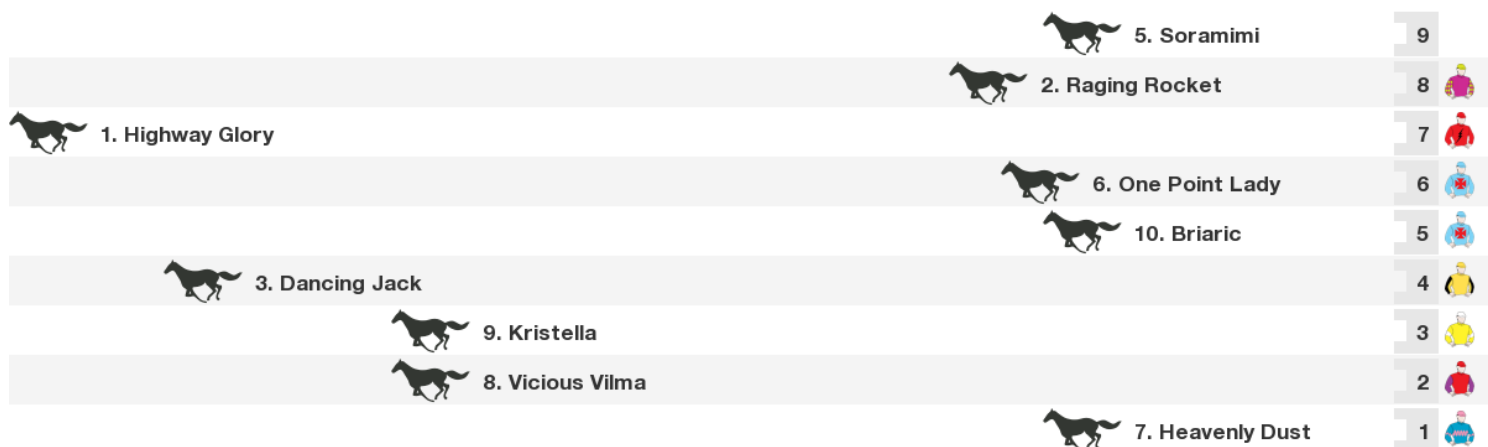 5. Soramimi 9
2. Raging Rocket 8
1. Highway Glory 7
6. One Point Lady 6
10. Briaric 5
3. Dancing Jack 4
9. Kristella 3
8. Vicious Vilma 2
7. Heavenly Dust 1